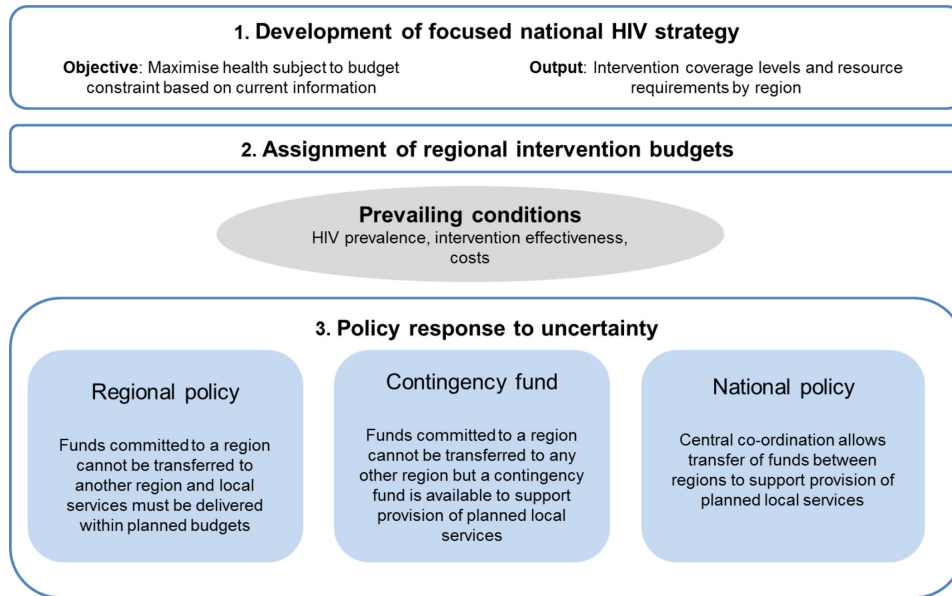 1. Development of focused national HIV strategy
Objective: Maximise health subject to budget
constraint based on current information
Output: Intervention coverage levels and resource
requirements by region
2. Assignment of regional intervention budgets
Prevailing conditions
HIV prevalence, intervention effectiveness,
costs
3. Policy response to uncertainty
Regional policy
Funds committed to a region
cannot be transferred to
another region and local
services must be delivered
within planned budgets
Contingency fund
Funds committed to a region
cannot be transferred to any
other region but a contingency
fund is available to support
provision of planned local
services
National policy
Central co-ordination allows
transfer of funds between
regions to support provision of
planned local services